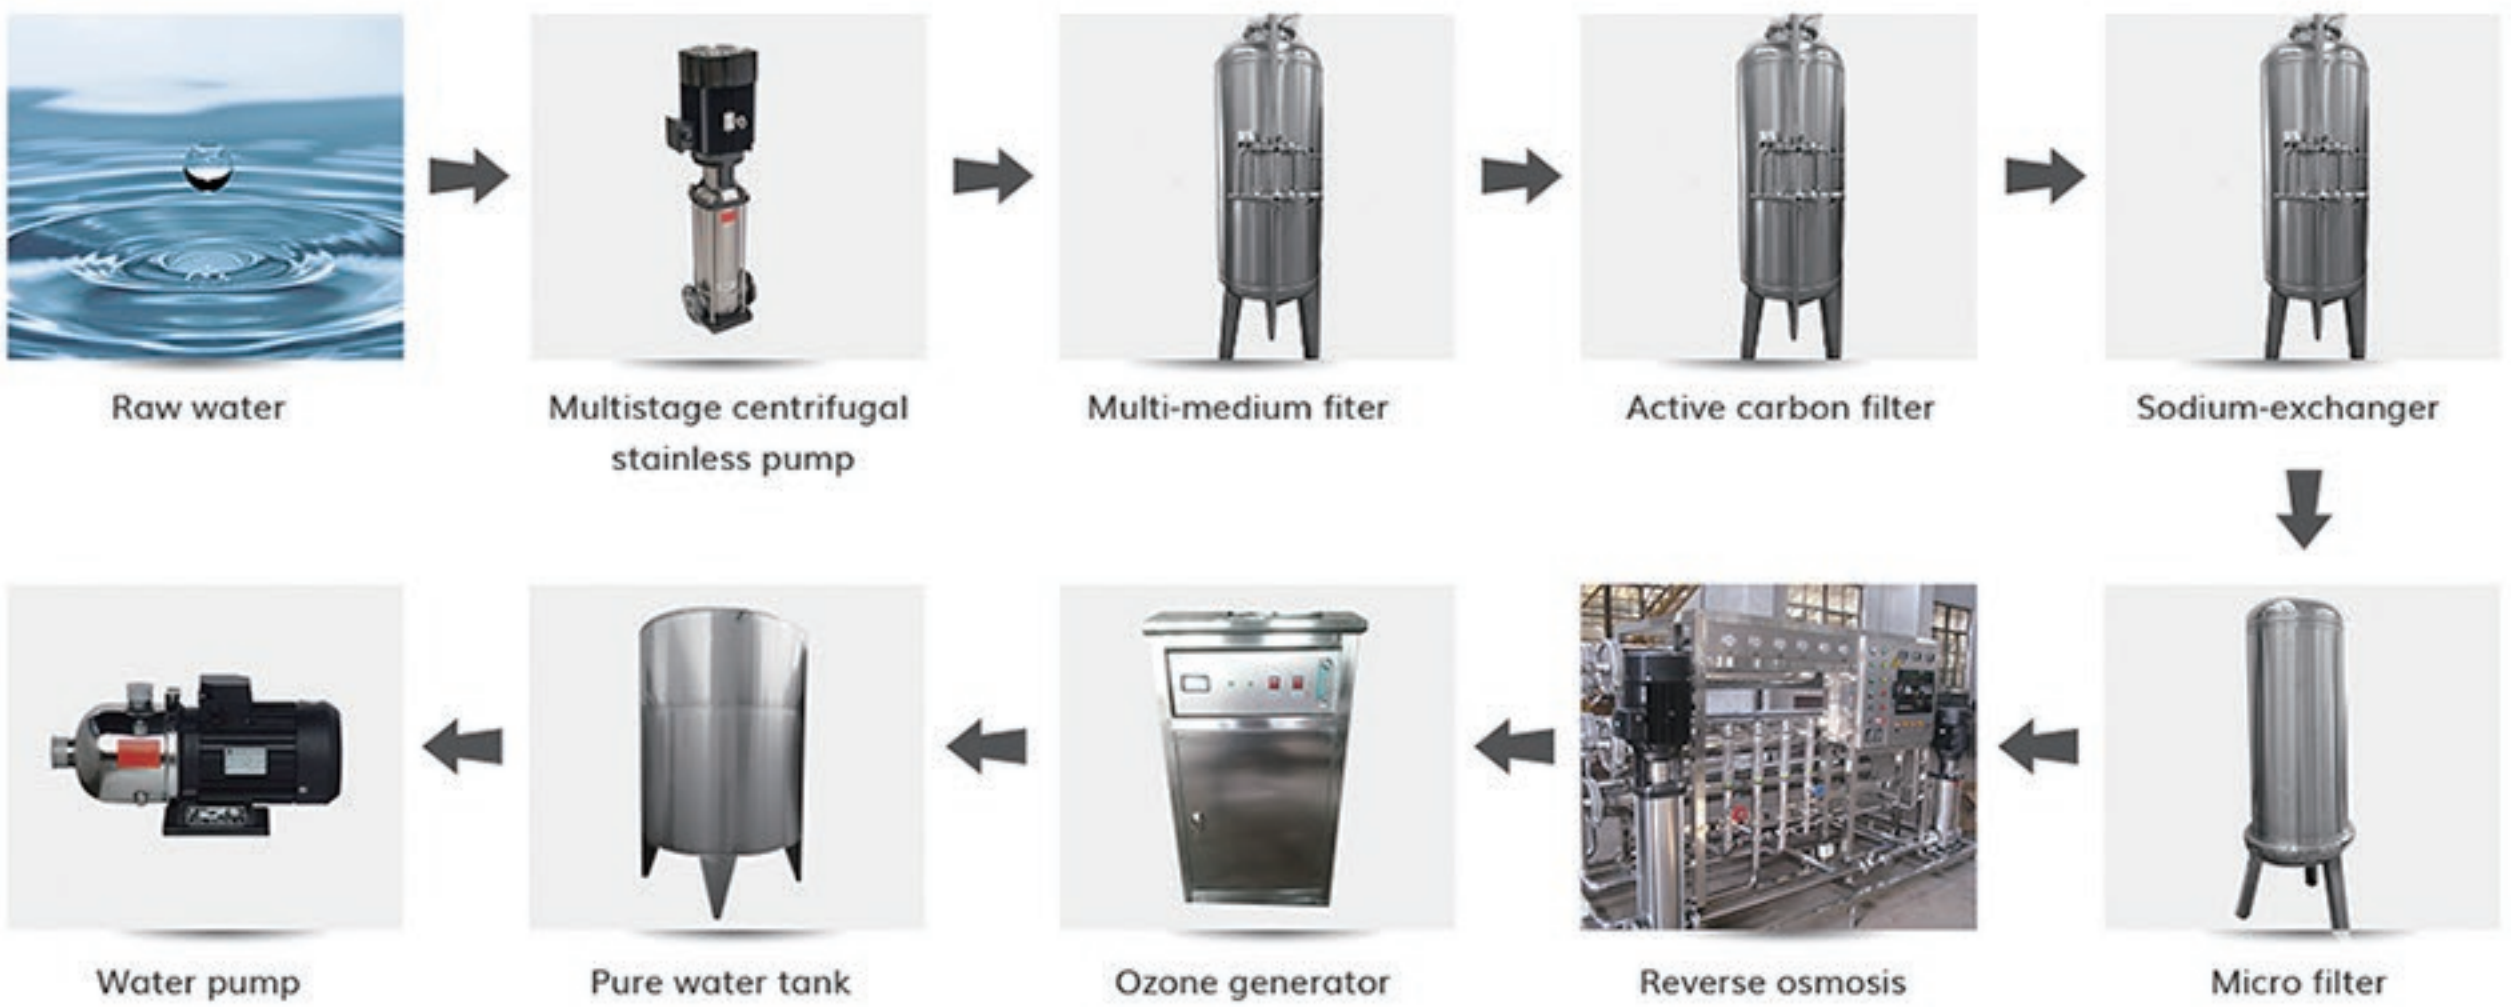 Raw water
Multistage centrifugal
stainless pump
Multi-medium fiter
Active carbon filter
Sodium-exchanger
Water pump
Pure water tank
Ozone generator
Reverse osmosis
Micro filter